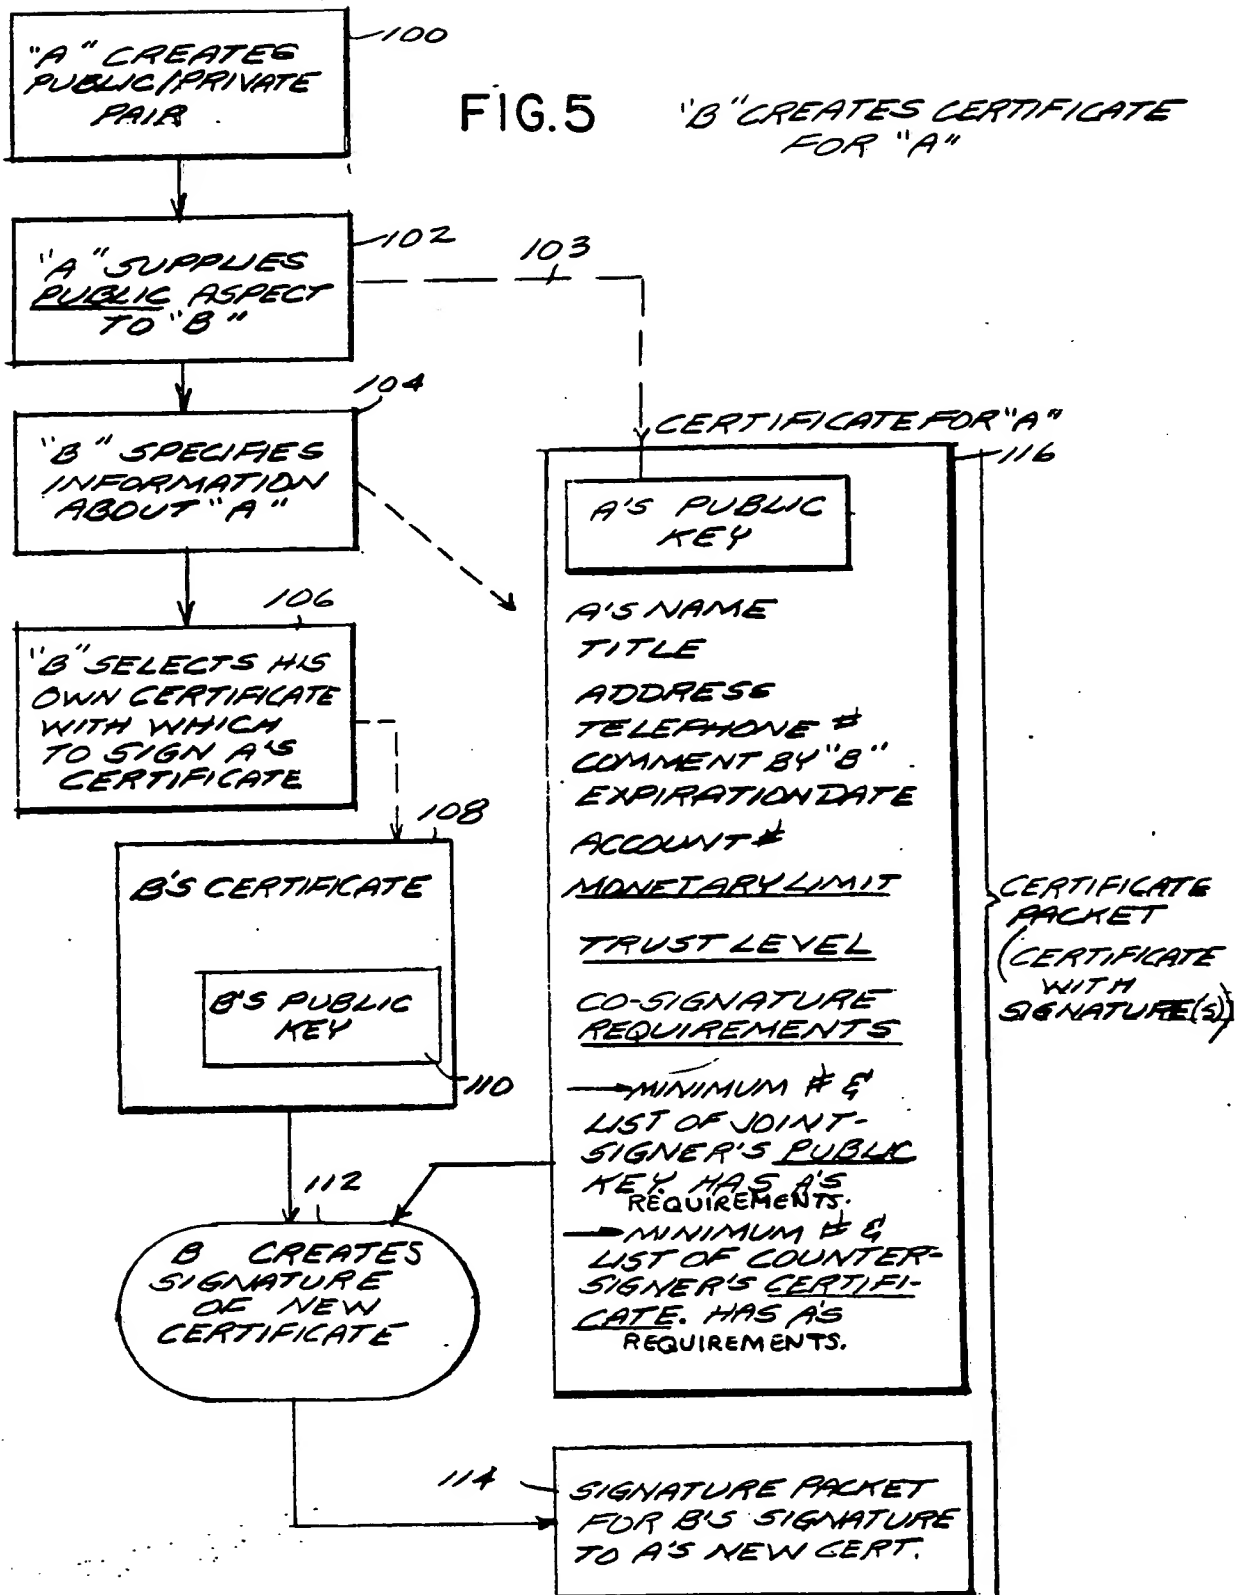 "A" CREATES
PUBLIC/PRIVATE
PAIR
100
FIG.5
"B" CREATES CERTIFICATE
FOR "A"
"A" SUPPLIES
PUBLIC ASPECT
TO "B"
102
103
104
"B" SPECIFIES
INFORMATION
ABOUT "A"
106
"B" SELECTS HIS
OWN CERTIFICATE
WITH WHICH
TO SIGN A'S
CERTIFICATE
108
B'S CERTIFICATE
B'S PUBLIC
KEY
110
112
B CREATES
SIGNATURE
OF NEW
CERTIFICATE
CERTIFICATE FOR "A"
116
A'S PUBLIC
KEY
A'S NAME
TITLE
ADDRESS
TELEPHONE #
COMMENT BY "B"
EXPIRATION DATE
ACCOUNT #
MONETARY LIMIT
TRUST LEVEL
CO-SIGNATURE
REQUIREMENTS
MINIMUM # &
LIST OF JOINT-
SIGNER'S PUBLIC
KEY. HAS A'S
REQUIREMENTS.
MINIMUM # &
LIST OF COUNTER-
SIGNER'S CERTIFI-
CATE. HAS A'S
REQUIREMENTS.
CERTIFICATE
PACKET
(CERTIFICATE
WITH
SIGNATURE(S))
114
SIGNATURE PACKET
FOR B'S SIGNATURE
TO A'S NEW CERT.